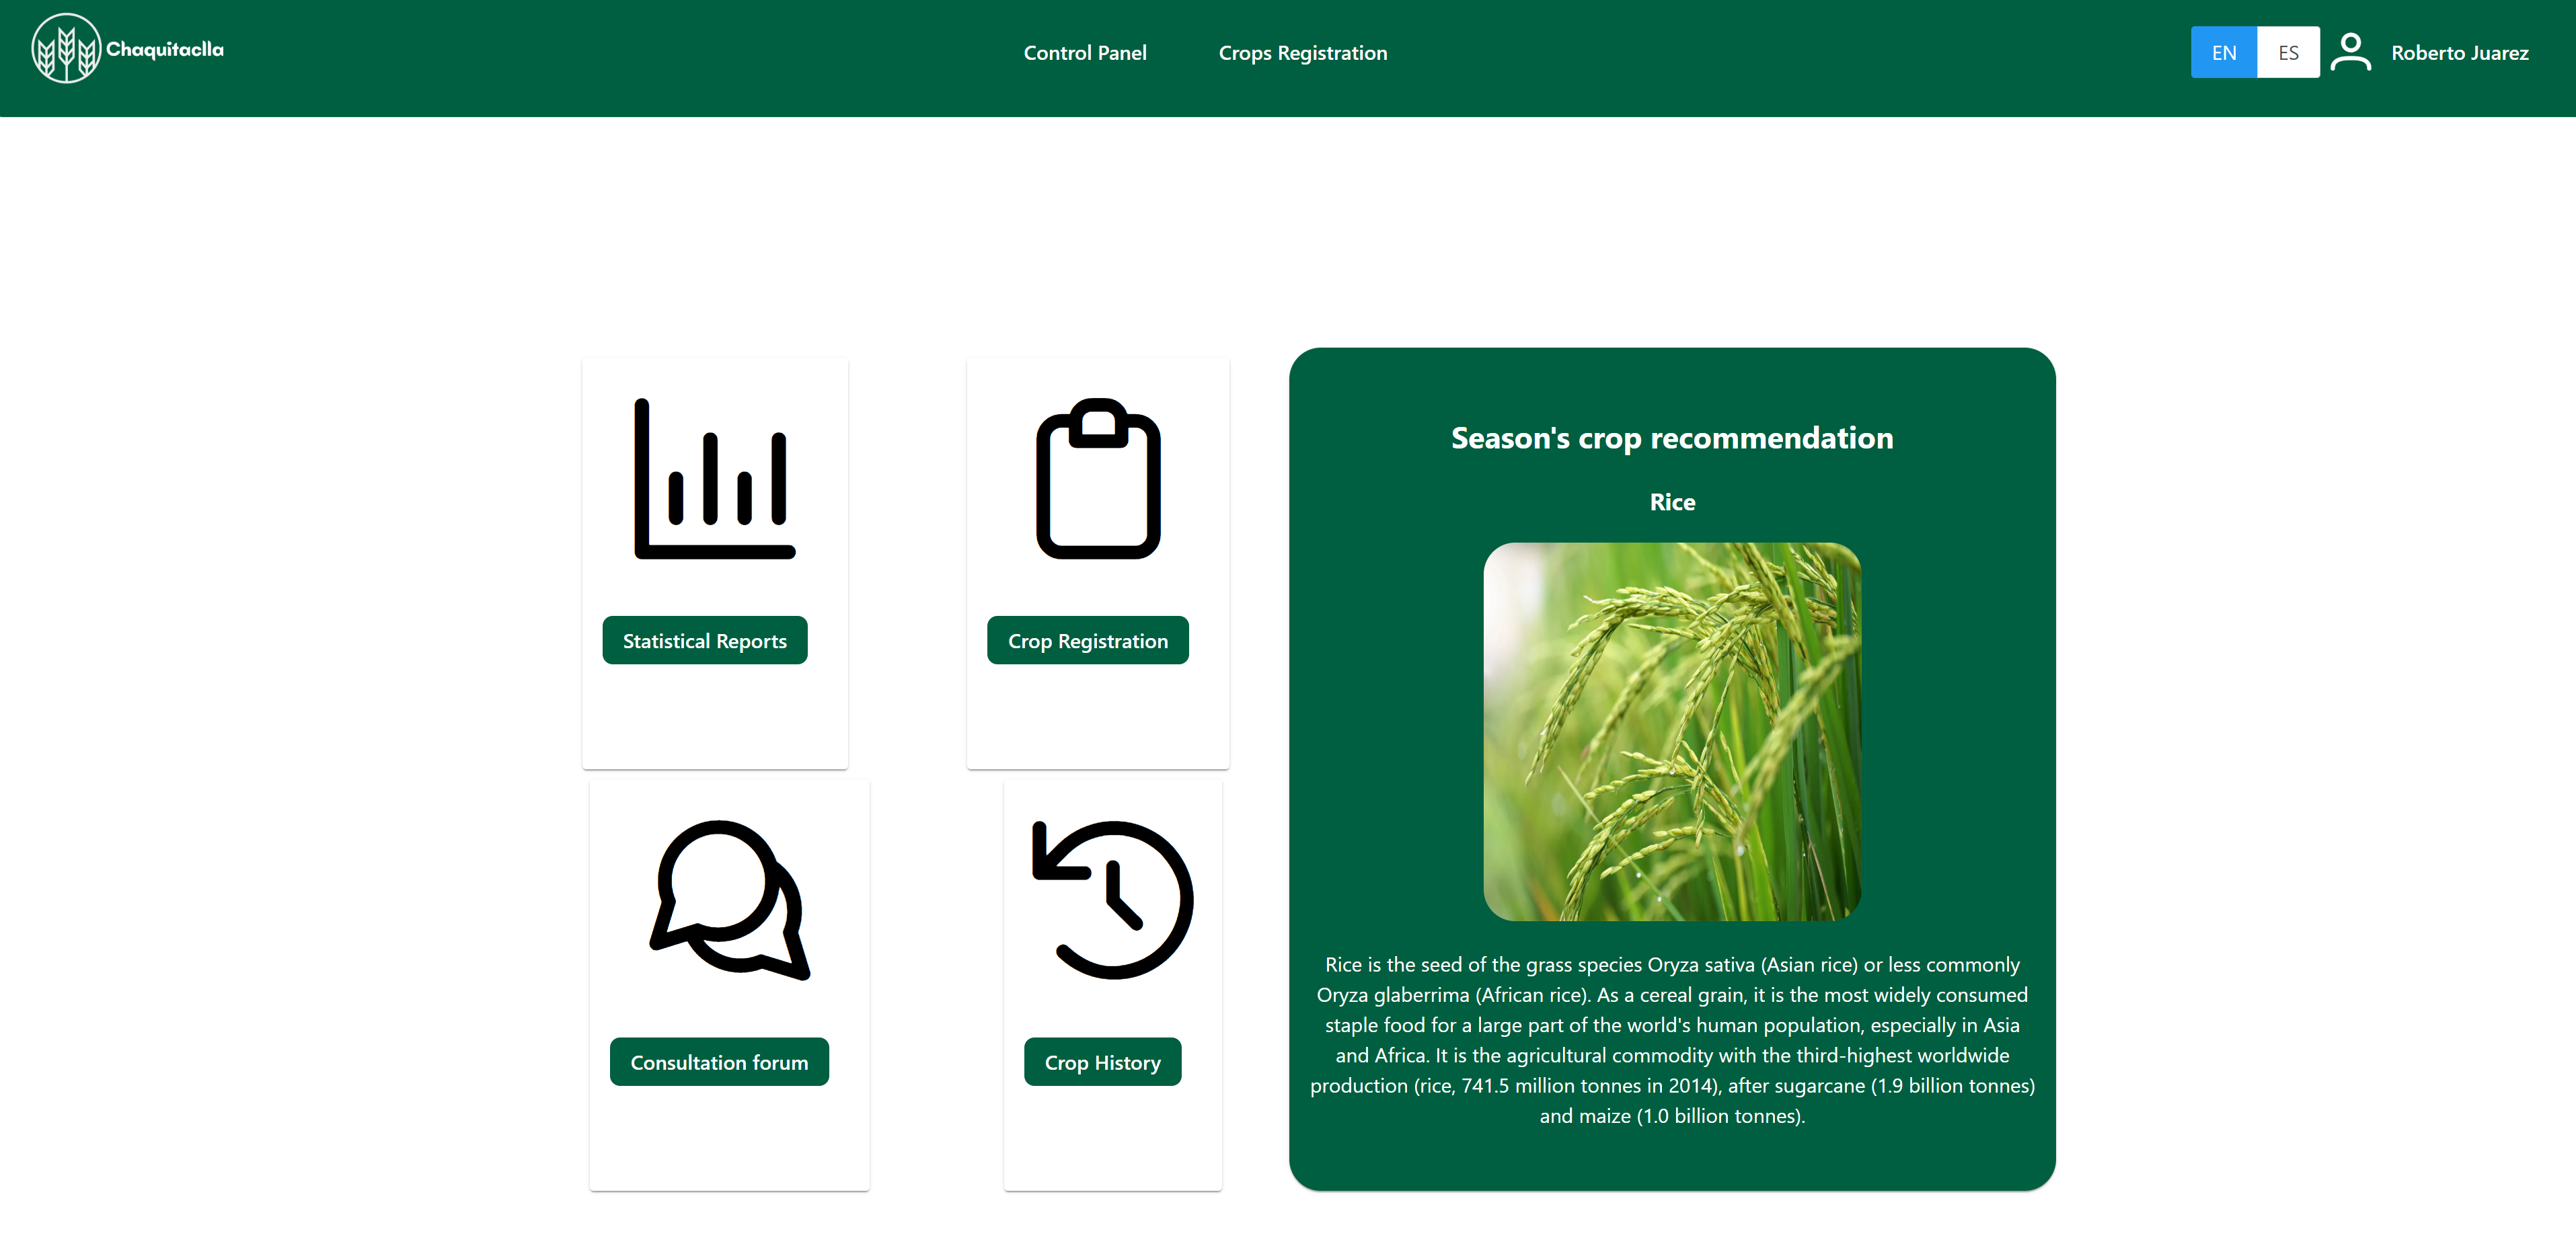 Chaquitaclla
Control Panel
Crops Registration
EN
ES
Roberto Juarez
Statistical Reports
Crop Registration
Consultation forum
Crop History
Season's crop recommendation
Rice
Rice is the seed of the grass species Oryza sativa (Asian rice) or less commonly
Oryza glaberrima (African rice). As a cereal grain, it is the most widely consumed
staple food for a large part of the world's human population, especially in Asia
and Africa. It is the agricultural commodity with the third-highest worldwide
production (rice, 741.5 million tonnes in 2014), after sugarcane (1.9 billion tonnes)
and maize (1.0 billion tonnes).